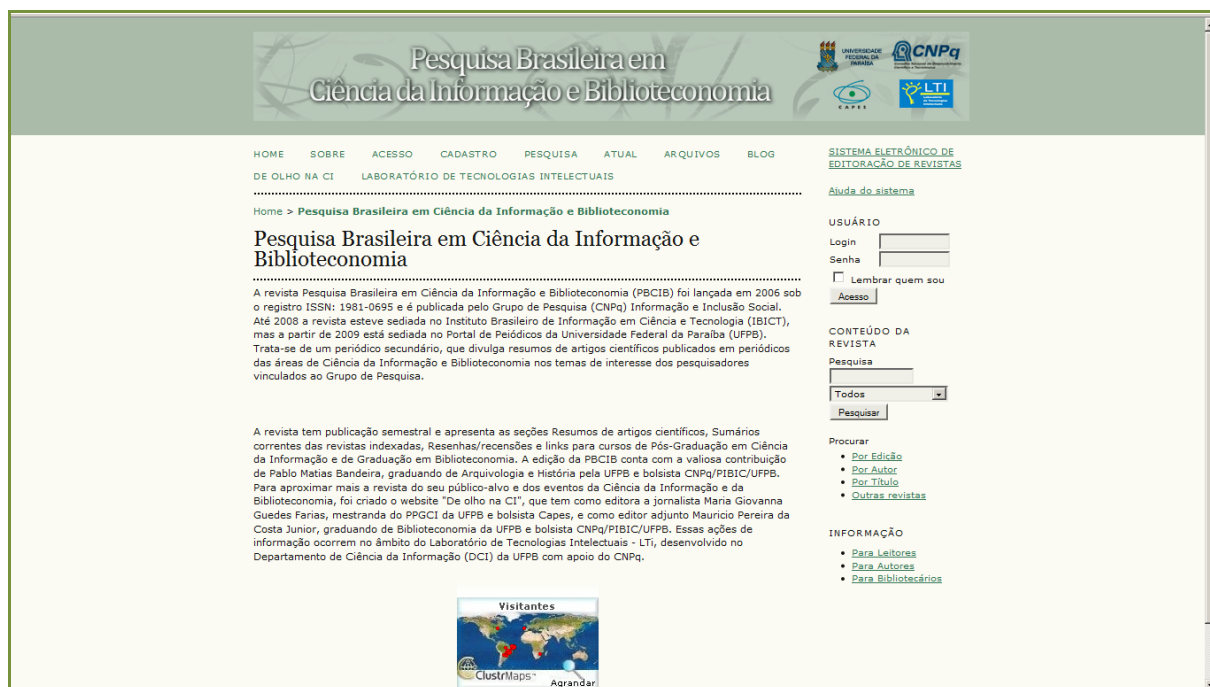 Pesquisa Brasileira em
Ciência da Informação e Biblioteconomia
UNIVERSIDADE
FEDERAL DA
PARAÍBA
CNPq
CAPES
LTI
HOME SOBRE ACESSO CADASTRO PESQUISA ATUAL ARQUIVOS BLOG
DE OLHO NA CI LABORATÓRIO DE TECNOLOGIAS INTELECTUAIS
Home > Pesquisa Brasileira em Ciência da Informação e Biblioteconomia
Pesquisa Brasileira em Ciência da Informação e
Biblioteconomia
A revista Pesquisa Brasileira em Ciência da Informação e Biblioteconomia (PBCIB) foi lançada em 2006 sob
o registro ISSN: 1981-0695 e é publicada pelo Grupo de Pesquisa (CNPq) Informação e Inclusão Social.
Até 2008 a revista esteve sediada no Instituto Brasileiro de Informação em Ciência e Tecnologia (IBICT),
mas a partir de 2009 está sediada no Portal de Peiódicos da Universidade Federal da Paraíba (UFPB).
Trata-se de um periódico secundário, que divulga resumos de artigos científicos publicados em periódicos
das áreas de Ciência da Informação e Biblioteconomia nos temas de interesse dos pesquisadores
vinculados ao Grupo de Pesquisa.
A revista tem publicação semestral e apresenta as seções Resumos de artigos científicos, Sumários
correntes das revistas indexadas, Resenhas/recensões e links para cursos de Pós-Graduação em Ciência
da Informação e de Graduação em Biblioteconomia. A edição da PBCIB conta com a valiosa contribuição
de Pablo Matias Bandeira, graduando de Arquivologia e História pela UFPB e bolsista CNPq/PIBIC/UFPB.
Para aproximar mais a revista do seu público-alvo e dos eventos da Ciência da Informação e da
Biblioteconomia, foi criado o website "De olho na CI", que tem como editora a jornalista Maria Giovanna
Guedes Farias, mestranda do PPGCI da UFPB e bolsista Capes, e como editor adjunto Mauricio Pereira da
Costa Junior, graduando de Biblioteconomia da UFPB e bolsista CNPq/PIBIC/UFPB. Essas ações de
informação ocorrem no âmbito do Laboratório de Tecnologias Intelectuais - LTi, desenvolvido no
Departamento de Ciência da Informação (DCI) da UFPB com apoio do CNPq.
Visitantes
ClustrMaps™
Agrandar
SISTEMA ELETRÔNICO DE
EDITORAÇÃO DE REVISTAS
Ajuda do sistema
USUÁRIO
Login
Senha
Lembrar quem sou
Acesso
CONTEÚDO DA
REVISTA
Pesquisa
Todos
Pesquisar
Procurar
Por Edição
Por Autor
Por Título
Outras revistas
INFORMAÇÃO
Para Leitores
Para Autores
Para Bibliotecários